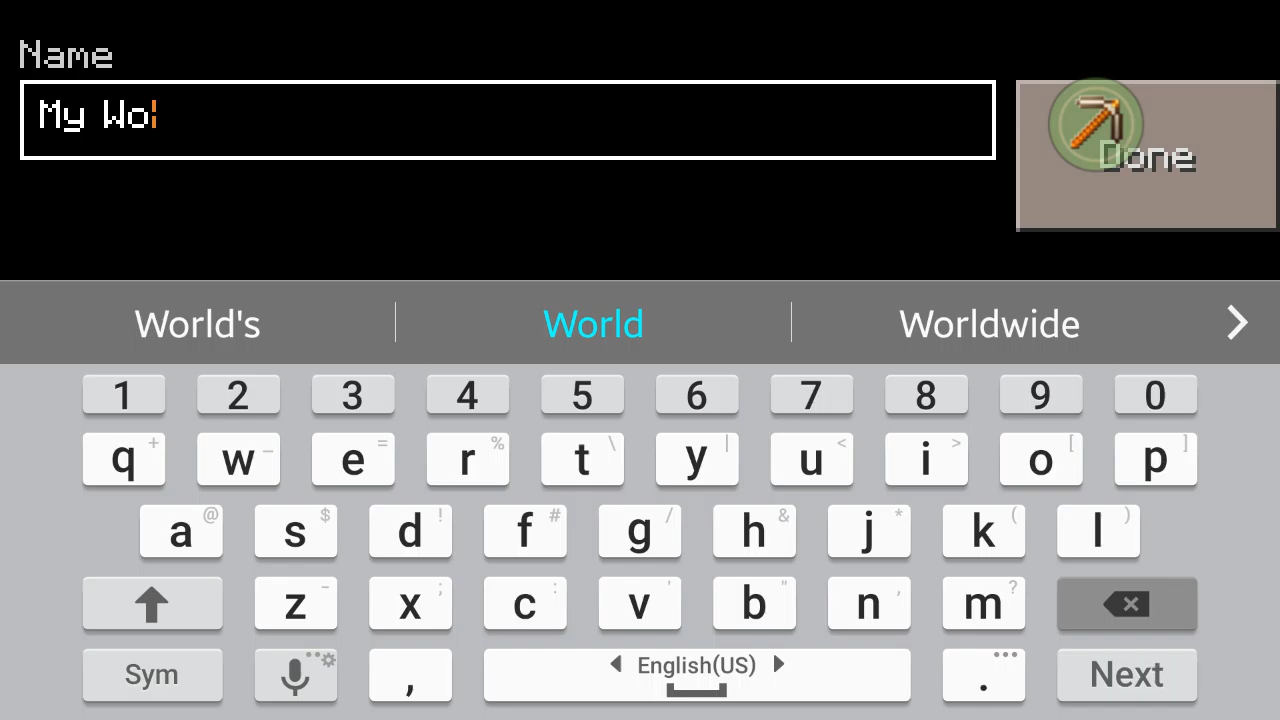 Name
My Wo
Done
World's World Worldwide
1 2 3 4 5 6 7 8 9 0
q + w _ e = r % t \ y | u < i > o [ p ]
a @ s $ d ! f # g / h & j * k ( l )
z - x ; c : v ' b " n , m ?
Sym , English(US) . Next